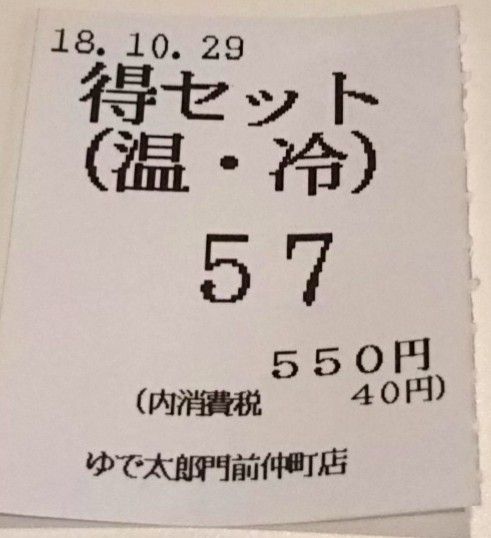 18.10.29
得セット
(温・冷)
57
550円
(内消費税 40円)
ゆで太郎門前仲町店